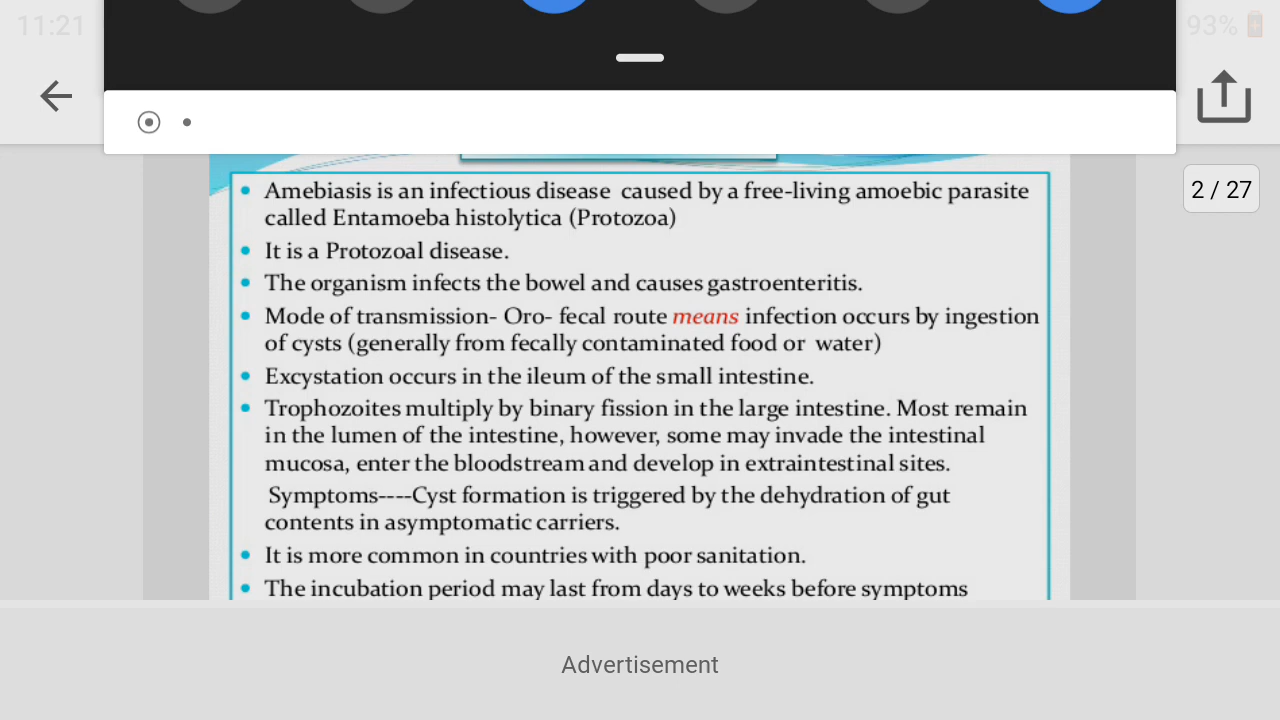 11:21
93%
2 / 27
Amebiasis is an infectious disease caused by a free-living amoebic parasite
called Entamoeba histolytica (Protozoa)
It is a Protozoal disease.
The organism infects the bowel and causes gastroenteritis.
Mode of transmission- Oro- fecal route means infection occurs by ingestion
of cysts (generally from fecally contaminated food or water)
Excystation occurs in the ileum of the small intestine.
Trophozoites multiply by binary fission in the large intestine. Most remain
in the lumen of the intestine, however, some may invade the intestinal
mucosa, enter the bloodstream and develop in extraintestinal sites.
Symptoms----Cyst formation is triggered by the dehydration of gut
contents in asymptomatic carriers.
It is more common in countries with poor sanitation.
The incubation period may last from days to weeks before symptoms
Advertisement